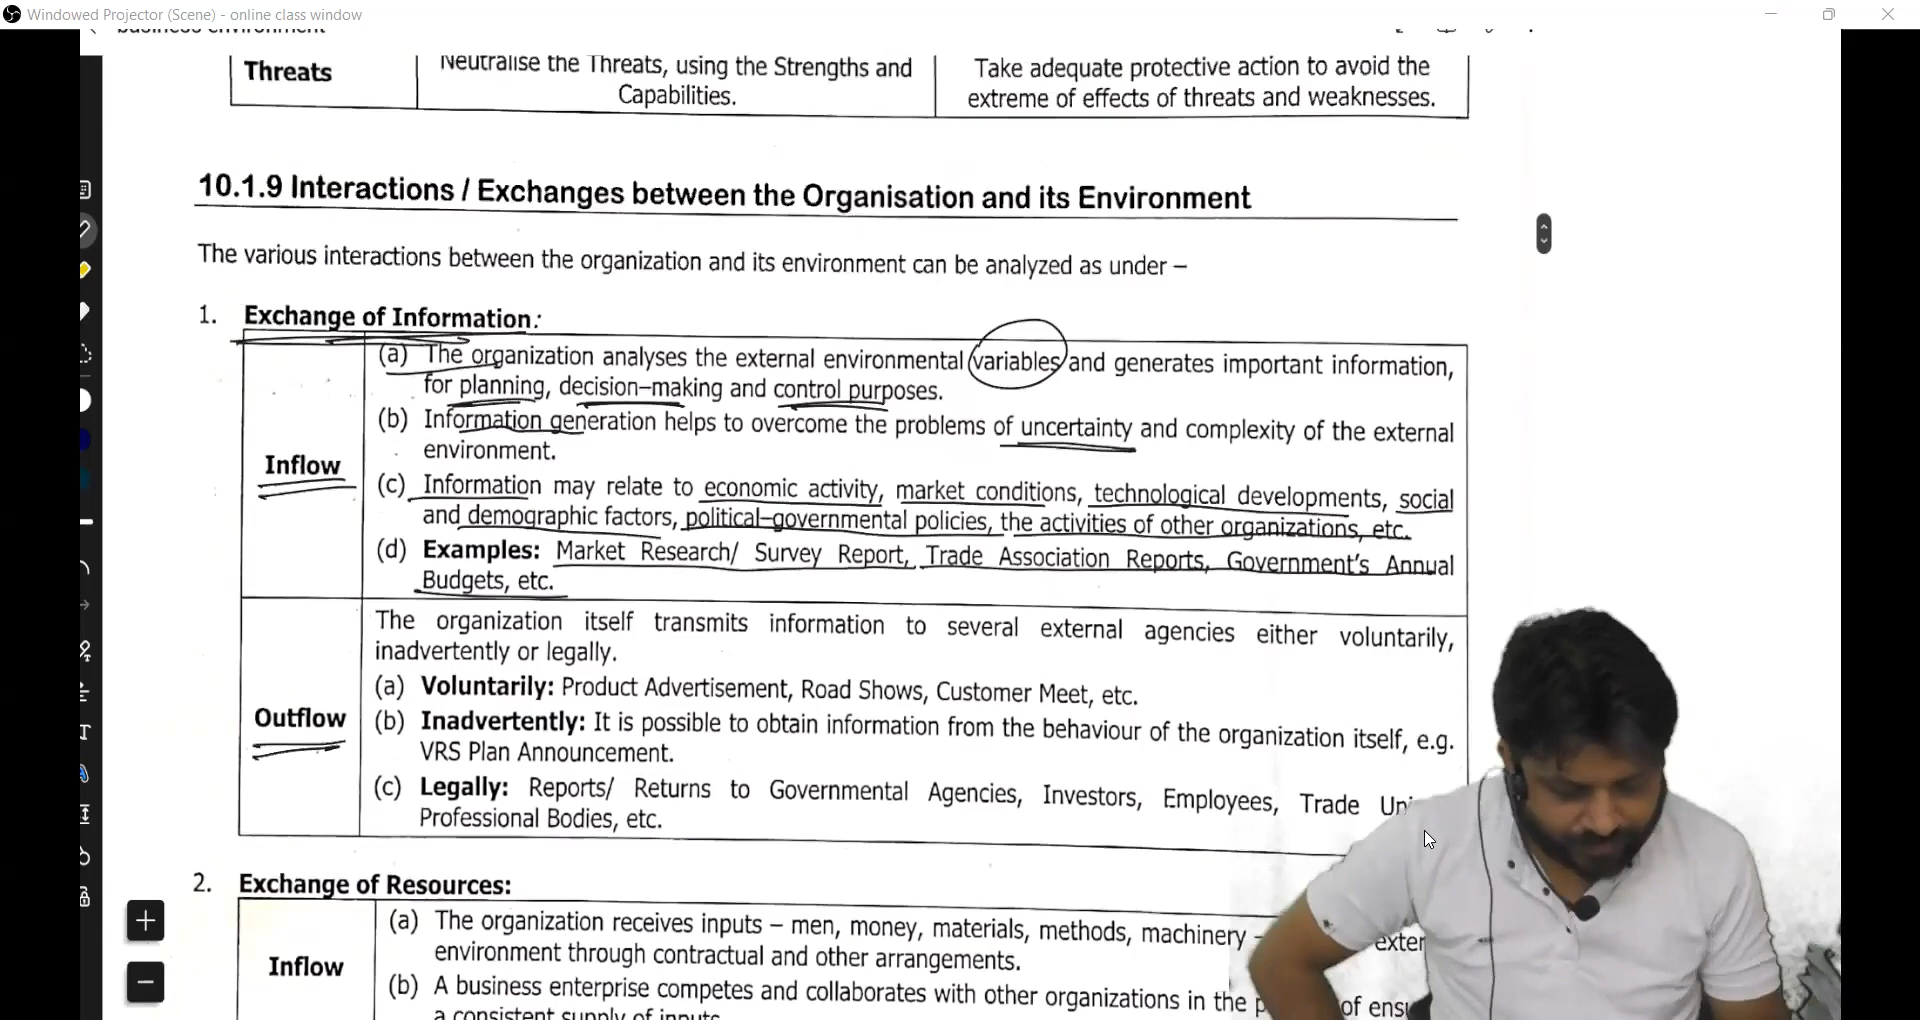 Windowed Projector (Scene) - online class window
business environment
Threats
Neutralise the Threats, using the Strengths and
Capabilities.
Take adequate protective action to avoid the
extreme of effects of threats and weaknesses.
10.1.9 Interactions / Exchanges between the Organisation and its Environment
The various interactions between the organization and its environment can be analyzed as under –
1. Exchange of Information:
Inflow
(a) The organization analyses the external environmental variables and generates important information,
for planning, decision–making and control purposes.
(b) Information generation helps to overcome the problems of uncertainty and complexity of the external
environment.
(c) Information may relate to economic activity, market conditions, technological developments, social
and demographic factors, political–governmental policies, the activities of other organizations, etc.
(d) Examples: Market Research/ Survey Report, Trade Association Reports, Government's Annual
Budgets, etc.
Outflow
The organization itself transmits information to several external agencies either voluntarily,
inadvertently or legally.
(a) Voluntarily: Product Advertisement, Road Shows, Customer Meet, etc.
(b) Inadvertently: It is possible to obtain information from the behaviour of the organization itself, e.g.
VRS Plan Announcement.
(c) Legally: Reports/ Returns to Governmental Agencies, Investors, Employees, Trade
Professional Bodies, etc.
2. Exchange of Resources:
Inflow
(a) The organization receives inputs – men, money, materials, methods, machinery –
environment through contractual and other arrangements.
(b) A business enterprise competes and collaborates with other organizations in the of
a consistent supply of inputs